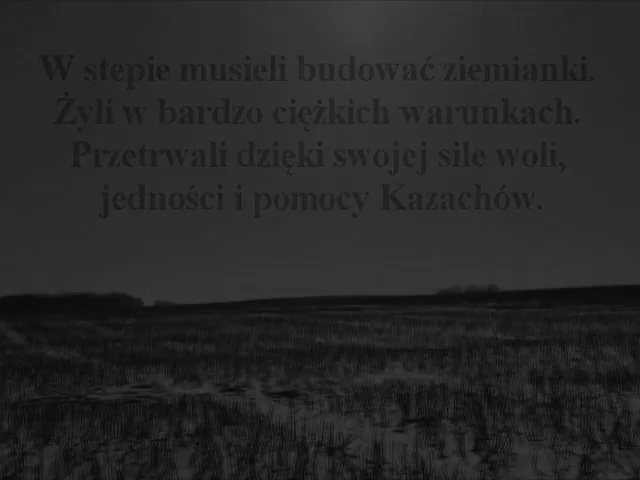 W stepie musieli budować ziemianki.
Żyli w bardzo ciężkich warunkach.
Przetrwali dzięki swojej sile woli,
jedności i pomocy Kazachów.